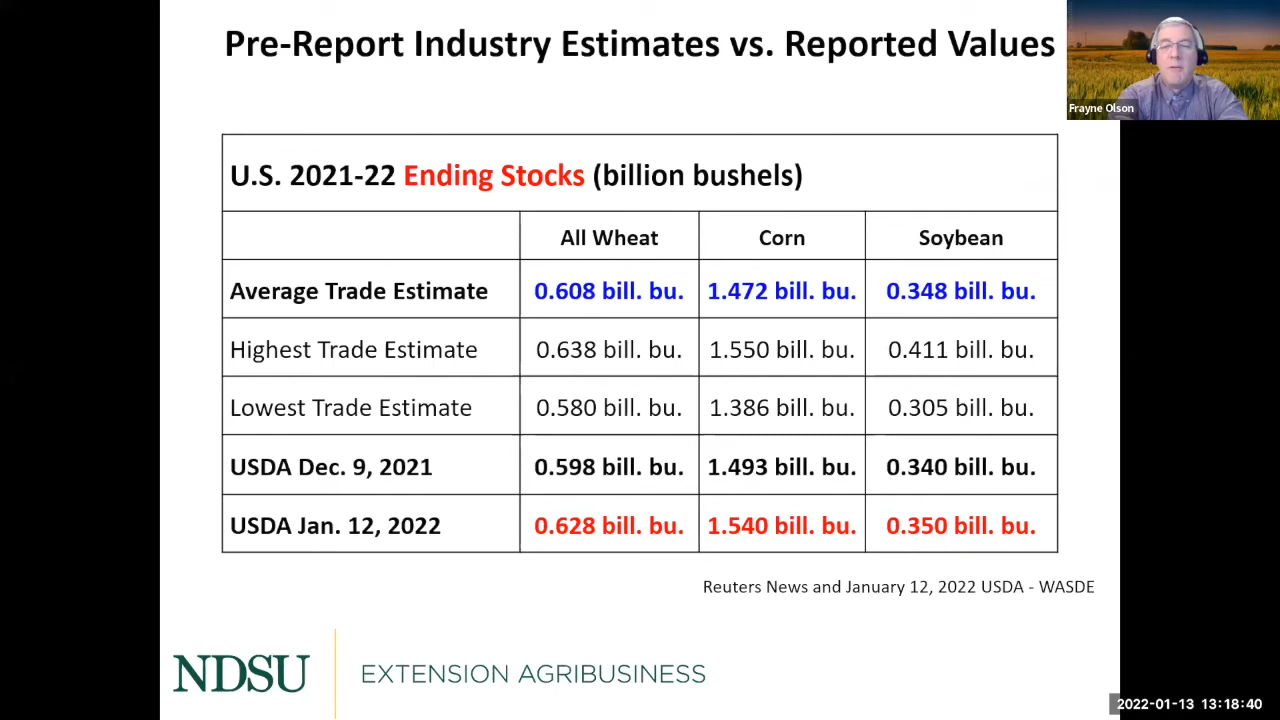 Pre-Report Industry Estimates vs. Reported Values
Frayne Olson
U.S. 2021-22 Ending Stocks (billion bushels)
All Wheat Corn Soybean
Average Trade Estimate 0.608 bill. bu. 1.472 bill. bu. 0.348 bill. bu.
Highest Trade Estimate 0.638 bill. bu. 1.550 bill. bu. 0.411 bill. bu.
Lowest Trade Estimate 0.580 bill. bu. 1.386 bill. bu. 0.305 bill. bu.
USDA Dec. 9, 2021 0.598 bill. bu. 1.493 bill. bu. 0.340 bill. bu.
USDA Jan. 12, 2022 0.628 bill. bu. 1.540 bill. bu. 0.350 bill. bu.
Reuters News and January 12, 2022 USDA - WASDE
NDSU EXTENSION AGRIBUSINESS
2022-01-13 13:18:40